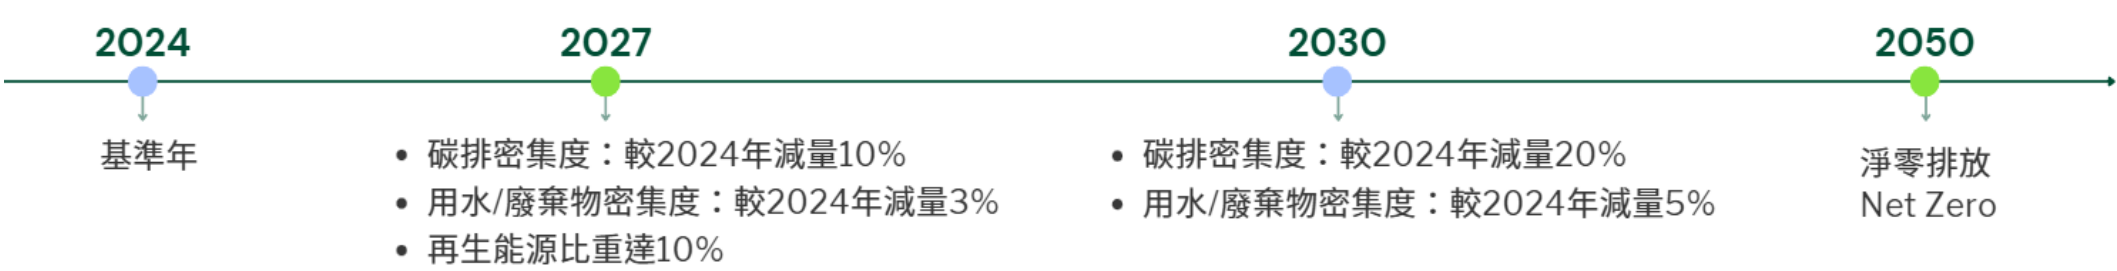 2024
基準年
2027
• 碳排密集度：較2024年減量10%
• 用水/廢棄物密集度：較2024年減量3%
• 再生能源比重達10%
2030
• 碳排密集度：較2024年減量20%
• 用水/廢棄物密集度：較2024年減量5%
2050
淨零排放
Net Zero